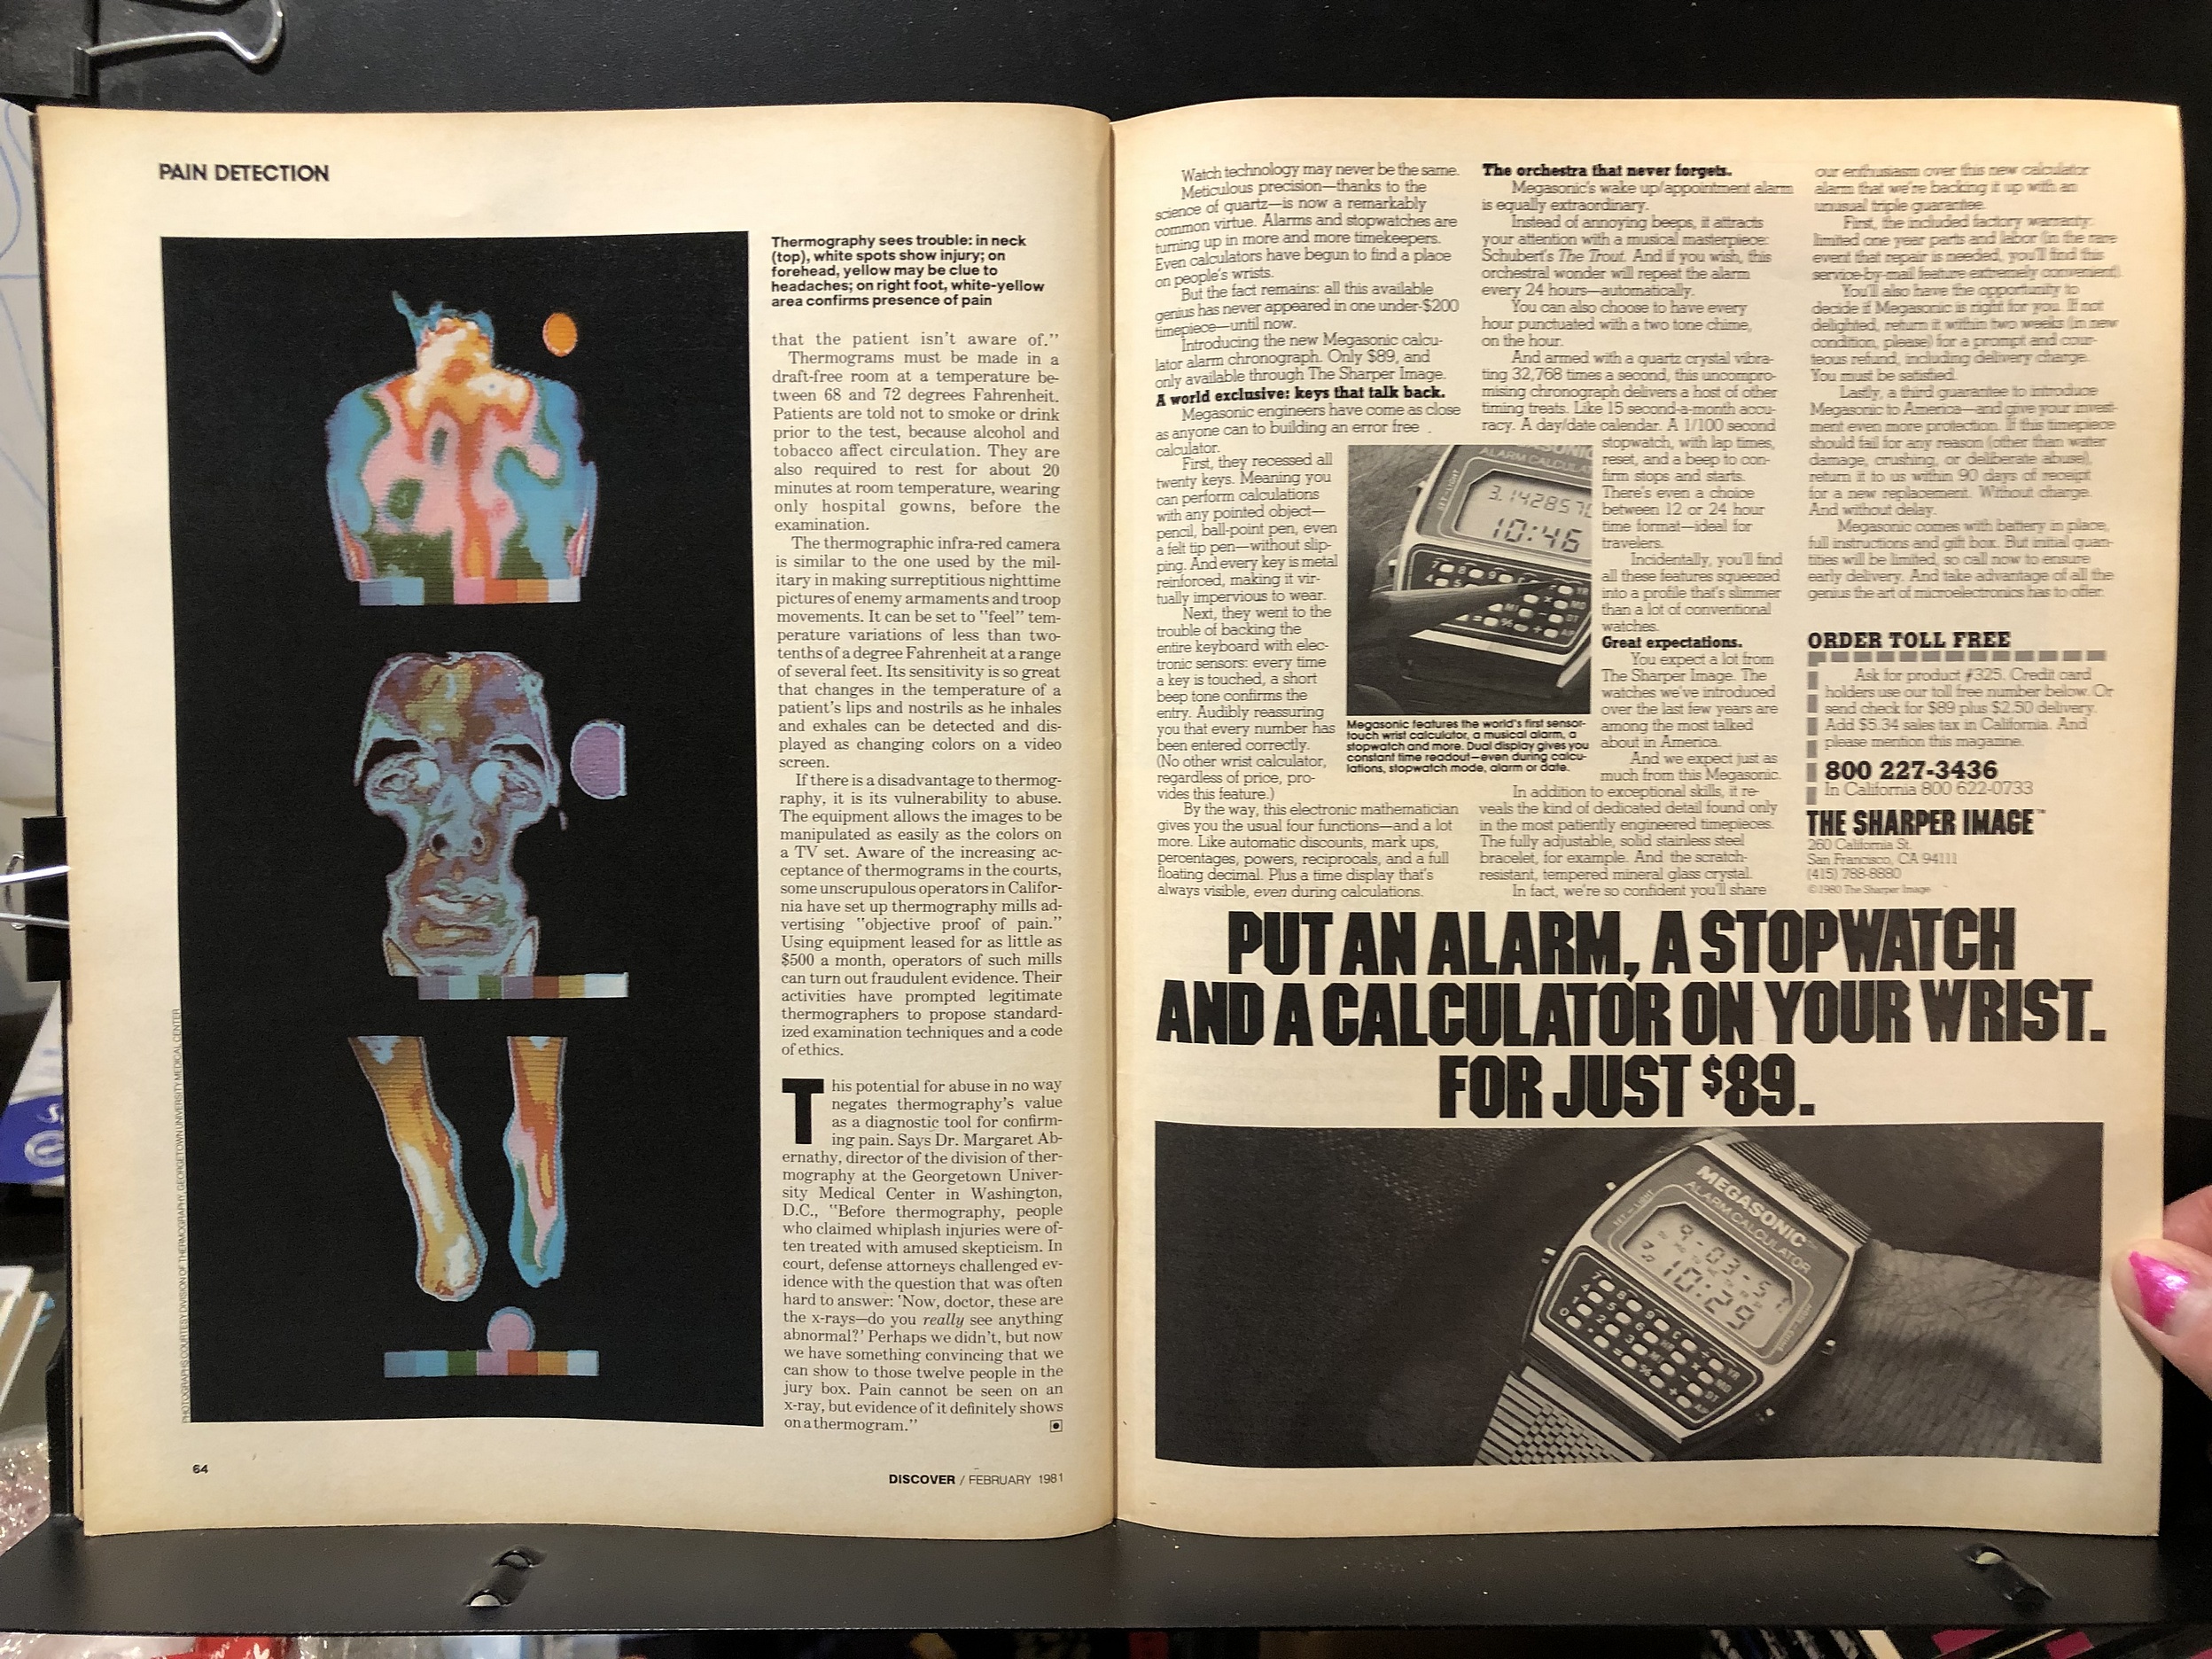 PAIN DETECTION
Thermography sees trouble: in neck
(top), white spots show injury; on
forehead, yellow may be clue to
headaches; on right foot, white-yellow
area confirms presence of pain
that the patient isn't aware of."
Thermograms must be made in a
draft-free room at a temperature be-
tween 68 and 72 degrees Fahrenheit.
Patients are told not to smoke or drink
prior to the test, because alcohol and
tobacco affect circulation. They are
also required to rest for about 20
minutes at room temperature, wearing
only hospital gowns, before the
examination.
The thermographic infra-red camera
is similar to the one used by the mil-
itary in making surreptitious nighttime
pictures of enemy armaments and troop
movements. It can be set to "feel" tem-
perature variations of less than two-
tenths of a degree Fahrenheit at a range
of several feet. Its sensitivity is so great
that changes in the temperature of a
patient's lips and nostrils as he inhales
and exhales can be detected and dis-
played as changing colors on a video
screen.
If there is a disadvantage to thermog-
raphy, it is its vulnerability to abuse.
The equipment allows the images to be
manipulated as easily as the colors on
a TV set. Aware of the increasing ac-
ceptance of thermograms in the courts,
some unscrupulous operators in Califor-
nia have set up thermography mills ad-
vertising "objective proof of pain."
Using equipment leased for as little as
$500 a month, operators of such mills
can turn out fraudulent evidence. Their
activities have prompted legitimate
thermographers to propose standard-
ized examination techniques and a code
of ethics.
This potential for abuse in no way
negates thermography's value
as a diagnostic tool for confirm-
ing pain. Says Dr. Margaret Ab-
ernathy, director of the division of ther-
mography at the Georgetown Univer-
sity Medical Center in Washington,
D.C., "Before thermography, people
who claimed whiplash injuries were of-
ten treated with amused skepticism. In
court, defense attorneys challenged ev-
idence with the question that was often
hard to answer: 'Now, doctor, these are
the x-rays—do you really see anything
abnormal?' Perhaps we didn't, but now
we have something convincing that we
can show to those twelve people in the
jury box. Pain cannot be seen on an
x-ray, but evidence of it definitely shows
on a thermogram."
PHOTOGRAPHS COURTESY DIVISION OF THERMOGRAPHY, GEORGETOWN UNIVERSITY MEDICAL CENTER
64
DISCOVER / FEBRUARY 1981
Watch technology may never be the same.
Meticulous precision—thanks to the
science of quartz—is now a remarkably
common virtue. Alarms and stopwatches are
turning up in more and more timekeepers.
Even calculators have begun to find a place
on people's wrists.
But the fact remains: all this available
genius has never appeared in one under-$200
timepiece—until now.
Introducing the new Megasonic calcu-
lator alarm chronograph. Only $89, and
only available through The Sharper Image.
A world exclusive: keys that talk back.
Megasonic engineers have come as close
as anyone can to building an error free
calculator.
First, they recessed all
twenty keys. Meaning you
can perform calculations
with any pointed object—
pencil, ball-point pen, even
a felt tip pen—without slip-
ping. And every key is metal
reinforced, making it vir-
tually impervious to wear.
Next, they went to the
trouble of backing the
entire keyboard with elec-
tronic sensors: every time
a key is touched, a short
beep tone confirms the
entry. Audibly reassuring
you that every number has
been entered correctly.
(No other wrist calculator,
regardless of price, pro-
vides this feature.)
By the way, this electronic mathematician
gives you the usual four functions—and a lot
more. Like automatic discounts, mark ups,
percentages, powers, reciprocals, and a full
floating decimal. Plus a time display that's
always visible, even during calculations.
ALARM CALCULAT
3.1428570
10:46
Megasonic features the world's first sensor-
touch wrist calculator, a musical alarm, a
stopwatch and more. Dual display gives you
constant time readout—even during calcu-
lations, stopwatch mode, alarm or date.
The orchestra that never forgets.
Megasonic's wake up/appointment alarm
is equally extraordinary.
Instead of annoying beeps, it attracts
your attention with a musical masterpiece:
Schubert's The Trout. And if you wish, this
orchestral wonder will repeat the alarm
every 24 hours—automatically.
You can also choose to have every
hour punctuated with a two tone chime,
on the hour.
And armed with a quartz crystal vibra-
ting 32,768 times a second, this uncompro-
mising chronograph delivers a host of other
timing treats. Like 15 second-a-month accu-
racy. A day/date calendar. A 1/100 second
stopwatch, with lap times,
reset, and a beep to con-
firm stops and starts.
There's even a choice
between 12 or 24 hour
time format—ideal for
travelers.
Incidentally, you'll find
all these features squeezed
into a profile that's slimmer
than a lot of conventional
watches.
Great expectations.
You expect a lot from
The Sharper Image. The
watches we've introduced
over the last few years are
among the most talked
about in America.
And we expect just as
much from this Megasonic.
In addition to exceptional skills, it re-
veals the kind of dedicated detail found only
in the most patiently engineered timepieces.
The fully adjustable, solid stainless steel
bracelet, for example. And the scratch-
resistant, tempered mineral glass crystal.
In fact, we're so confident you'll share
our enthusiasm over this new calculator
alarm that we're backing it up with an
unusual triple guarantee.
First, the included factory warranty:
limited one year parts and labor (in the rare
event that repair is needed, you'll find this
service-by-mail feature extremely convenient).
You'll also have the opportunity to
decide if Megasonic is right for you. If not
delighted, return it within two weeks (in new
condition, please) for a prompt and cour-
teous refund, including delivery charge.
You must be satisfied.
Lastly, a third guarantee to introduce
Megasonic to America—and give your invest-
ment even more protection. If this timepiece
should fail for any reason (other than water
damage, crushing, or deliberate abuse),
return it to us within 90 days of receipt
for a new replacement. Without charge.
And without delay.
Megasonic comes with battery in place,
full instructions and gift box. But initial quan-
tities will be limited, so call now to ensure
early delivery. And take advantage of all the
genius the art of microelectronics has to offer.
ORDER TOLL FREE
Ask for product #325. Credit card
holders use our toll free number below. Or
send check for $89 plus $2.50 delivery.
Add $5.34 sales tax in California. And
please mention this magazine.
800 227-3436
In California 800 622-0733
THE SHARPER IMAGE™
260 California St.
San Francisco, CA 94111
(415) 788-8880
©1980 The Sharper Image
PUT AN ALARM, A STOPWATCH
AND A CALCULATOR ON YOUR WRIST.
FOR JUST $89.
MEGASONIC
ALARM CALCULATOR
10:29